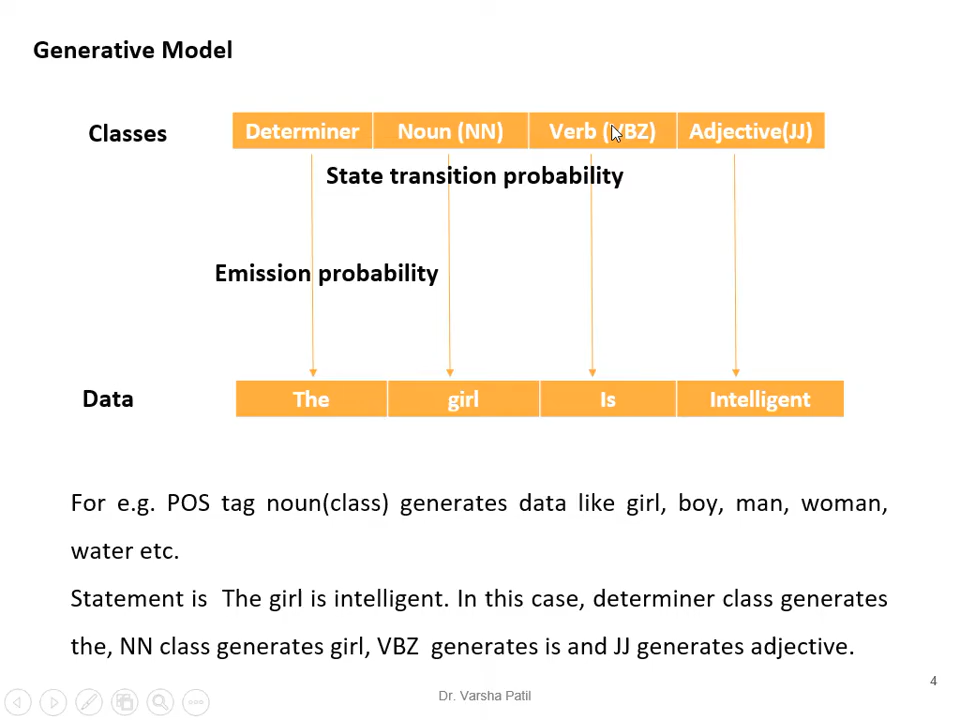 Generative Model
Classes Determiner Noun (NN) Verb (VBZ) Adjective(JJ)
State transition probability
Emission probability
Data The girl Is Intelligent
For e.g. POS tag noun(class) generates data like girl, boy, man, woman,
water etc.
Statement is The girl is intelligent. In this case, determiner class generates
the, NN class generates girl, VBZ generates is and JJ generates adjective.
4
Dr. Varsha Patil